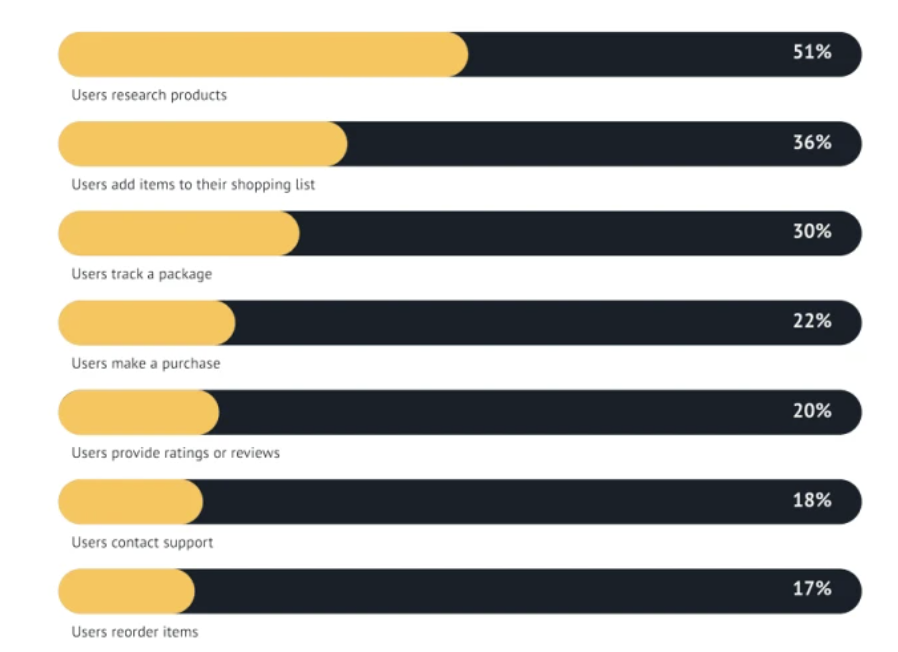 51%
Users research products
36%
Users add items to their shopping list
30%
Users track a package
22%
Users make a purchase
20%
Users provide ratings or reviews
18%
Users contact support
17%
Users reorder items